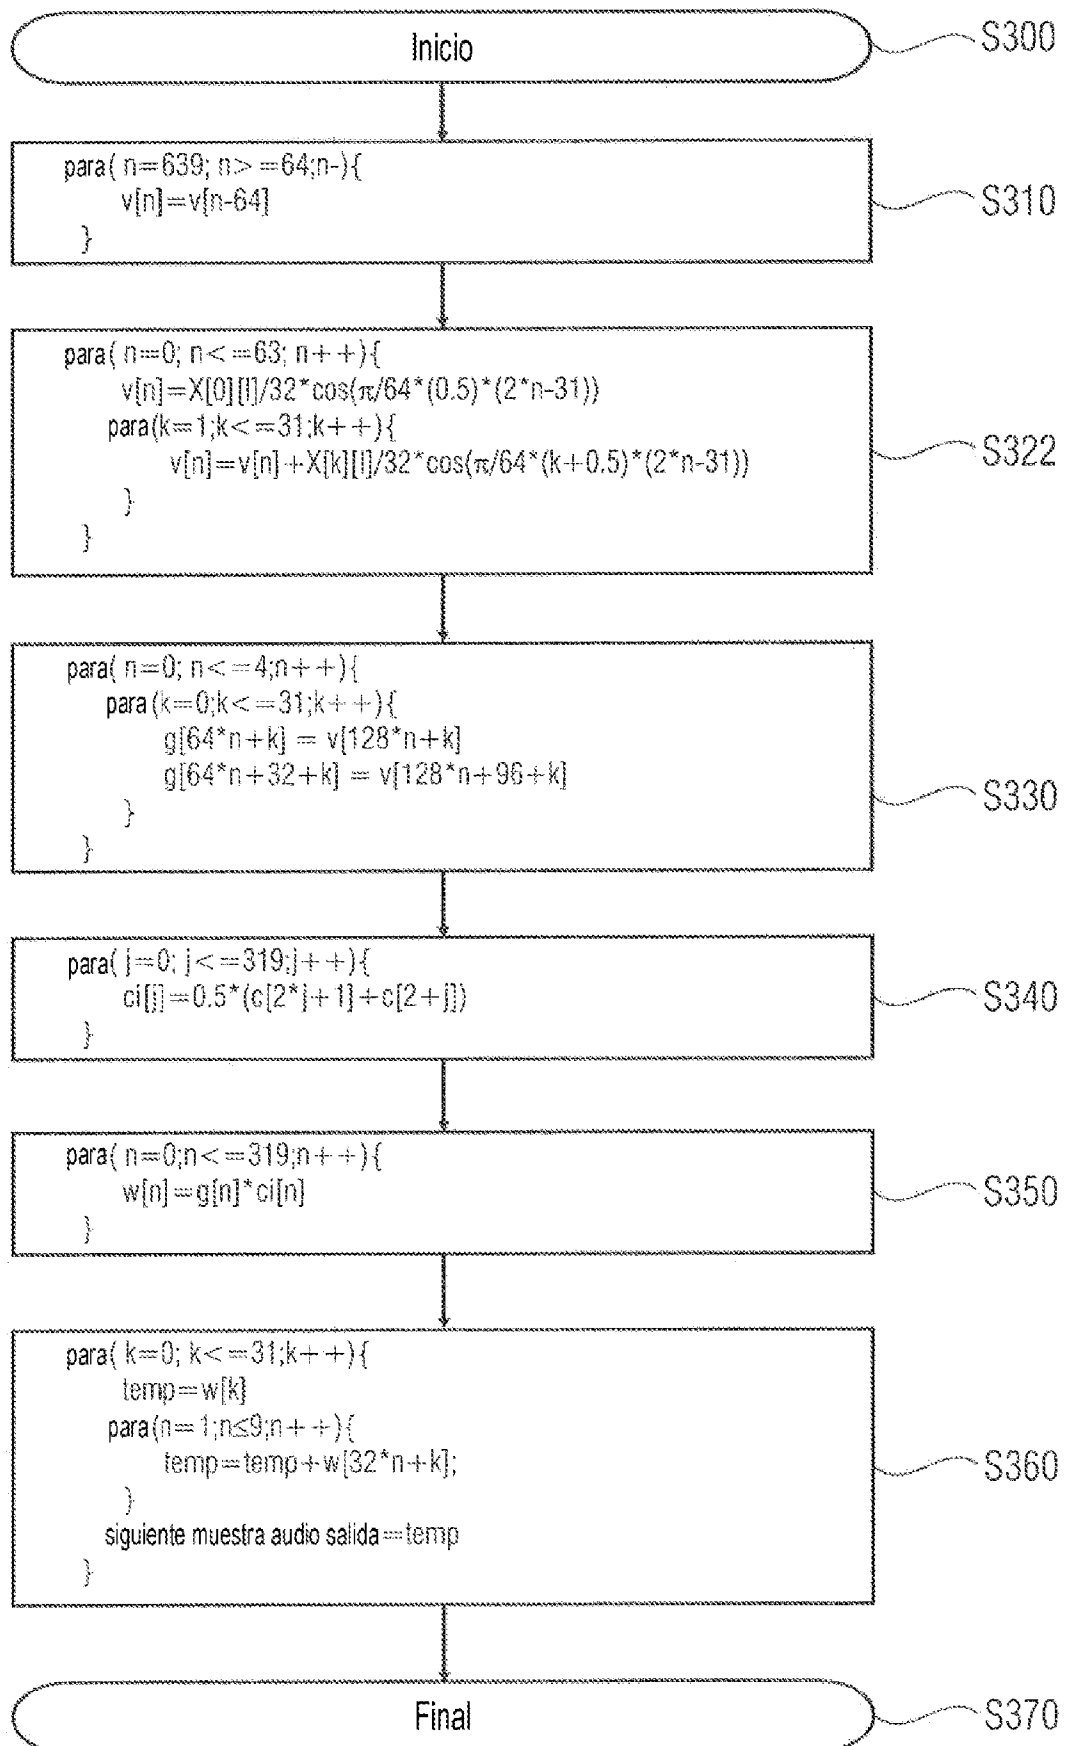 Inicio
S300
para( n=639; n> =64;n-){
v[n]=v[n-64]
}
S310
para( n=0; n< =63; n++){
v[n]=X[0][l]/32*cos(π/64*(0.5)*(2*n-31))
para(k=1;k<=31;k++){
v[n]=v[n]+X[k][l]/32*cos(π/64*(k+0.5)*(2*n-31))
}
}
S322
para( n=0; n<=4;n++){
para(k=0;k<=31;k++){
g[64*n+k] = v[128*n+k]
g[64*n+32+k] = v[128*n+96+k]
}
}
S330
para( j=0; j<=319;j++){
ci[j]=0.5*(c[2*j+1]+c[2+j])
}
S340
para( n=0;n<=319;n++){
w[n]=g[n]*ci[n]
}
S350
para( k=0; k<=31;k++){
temp=w[k]
para(n=1;n≤9;n++){
temp=temp+w[32*n+k];
}
siguiente muestra audio salida=temp
}
S360
Final
S370